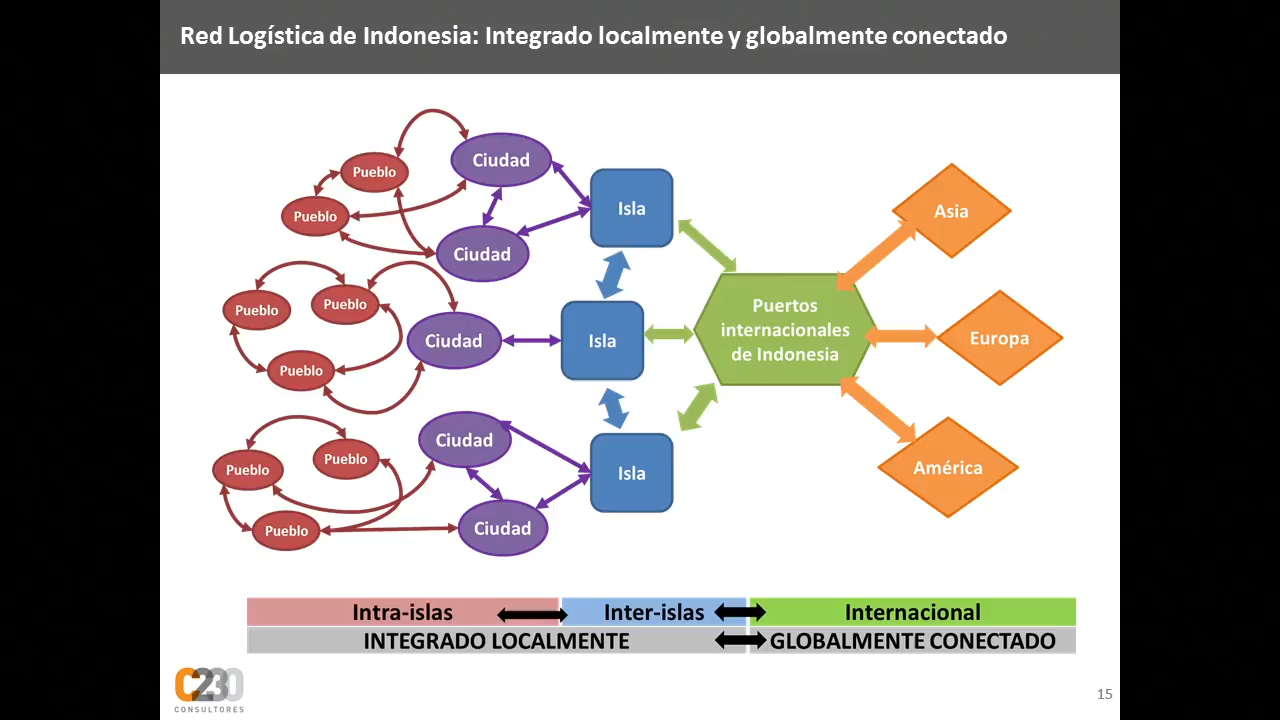 Red Logística de Indonesia: Integrado localmente y globalmente conectado
Ciudad
Pueblo
Pueblo
Ciudad
Isla
Pueblo
Pueblo
Pueblo
Ciudad
Isla
Ciudad
Pueblo
Pueblo
Pueblo
Ciudad
Isla
Puertos
internacionales
de Indonesia
Asia
Europa
América
Intra-islas
Inter-islas
Internacional
INTEGRADO LOCALMENTE
GLOBALMENTE CONECTADO
C230
CONSULTORES
15